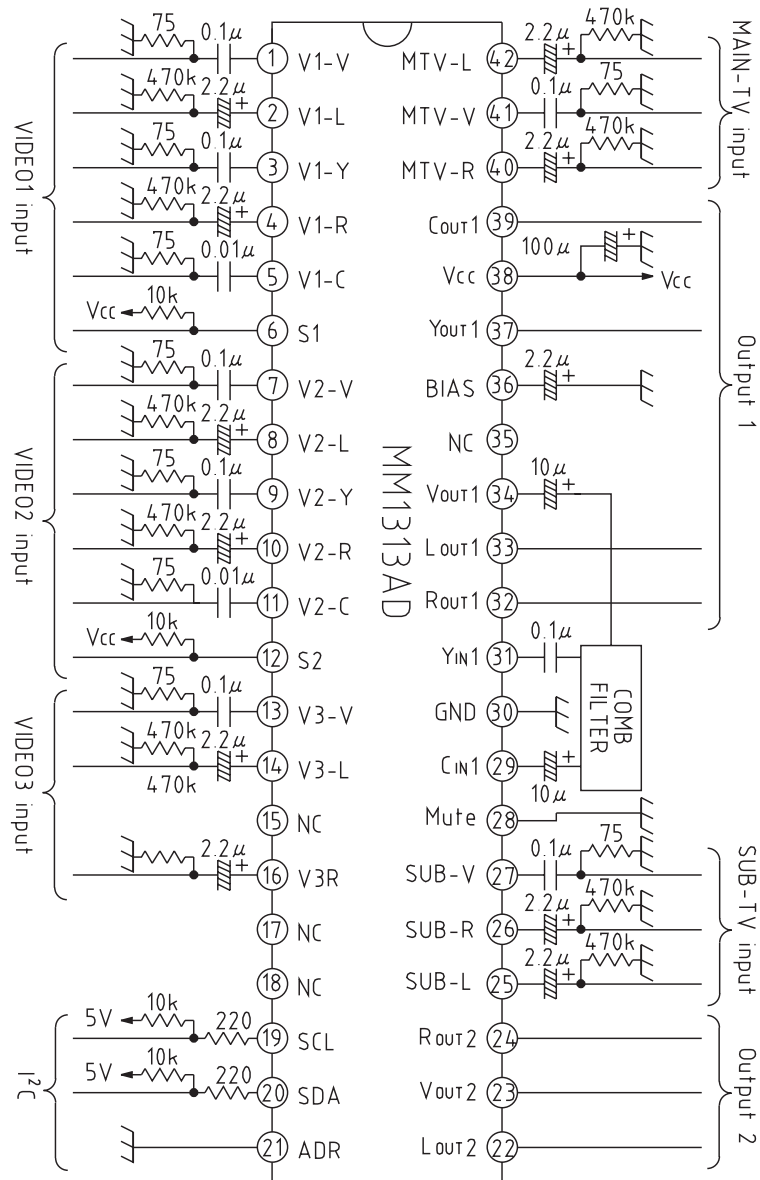 VIDEO1 input
75 0.1μ 1 V1-V
470k 2.2μ + 2 V1-L
75 0.1μ 3 V1-Y
470k 2.2μ + 4 V1-R
75 0.01μ 5 V1-C
Vcc 10k 6 S1
VIDEO2 input
75 0.1μ 7 V2-V
470k 2.2μ + 8 V2-L
75 0.1μ 9 V2-Y
470k 2.2μ + 10 V2-R
75 0.01μ 11 V2-C
Vcc 10k 12 S2
VIDEO3 input
75 0.1μ 13 V3-V
470k 2.2μ + 14 V3-L
470k
15 NC
2.2μ + 16 V3R
17 NC
18 NC
I²C
5V 10k 220 19 SCL
5V 10k 220 20 SDA
21 ADR
MM1313AD
MAIN-TV input
MTV-L 42 2.2μ + 470k
MTV-V 41 0.1μ 75
MTV-R 40 2.2μ + 470k
Output 1
COUT1 39
100μ +
Vcc 38 Vcc
YOUT1 37
BIAS 36 2.2μ +
NC 35
VOUT1 34 10μ +
LOUT1 33
ROUT1 32
YIN1 31 0.1μ
COMB
FILTER
GND 30
CIN1 29 + 10μ
Mute 28
SUB-TV input
SUB-V 27 0.1μ 75
SUB-R 26 2.2μ + 470k
SUB-L 25 2.2μ + 470k
Output 2
ROUT2 24
VOUT2 23
LOUT2 22